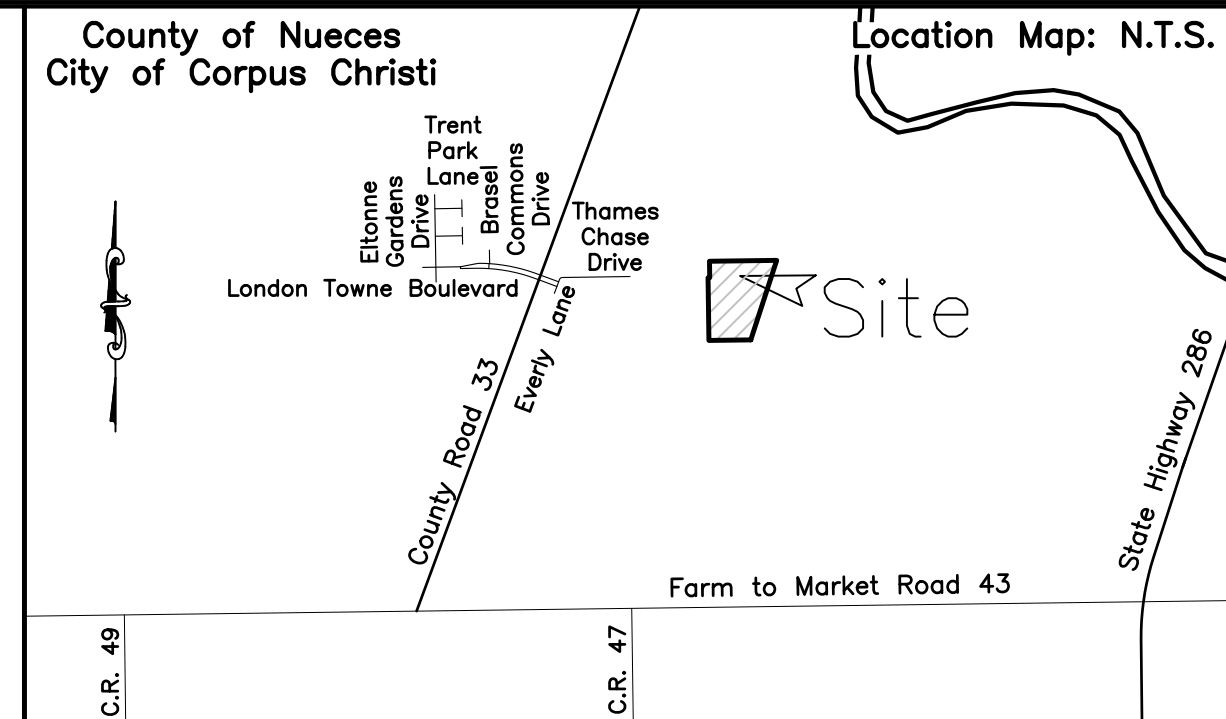 County of Nueces
City of Corpus Christi
Location Map: N.T.S.
Trent
Park
Lane
Eltonne
Gardens
Drive
Brasel
Commons
Drive
Thames
Chase
Drive
London Towne Boulevard
Everly Lane
County Road 33
Site
State Highway 286
Farm to Market Road 43
C.R. 49
C.R. 47